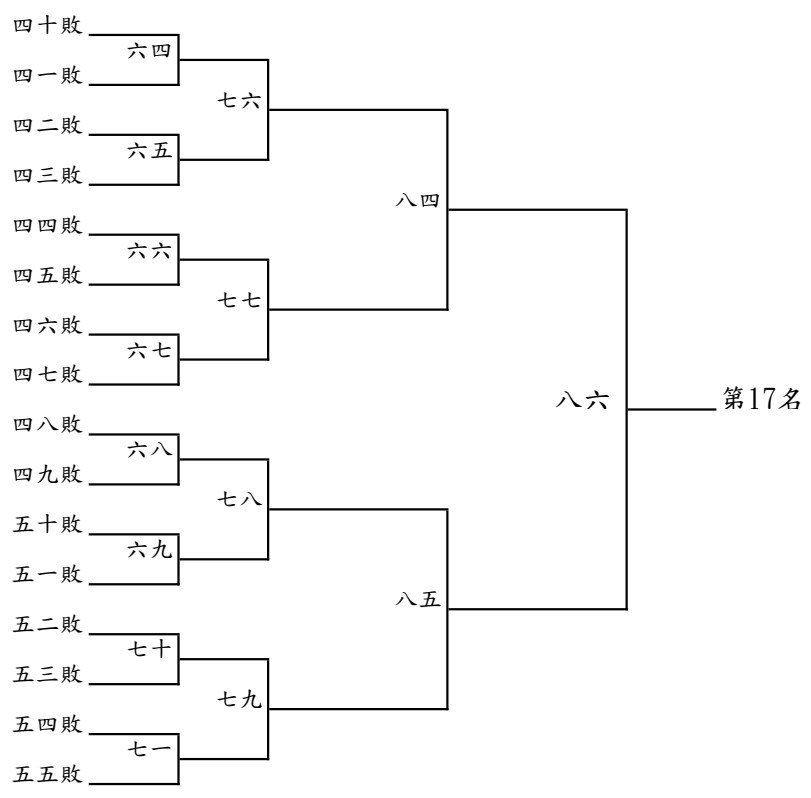 四十敗
六四
四一敗
七六
四二敗
六五
四三敗
八四
四四敗
六六
四五敗
七七
四六敗
六七
四七敗
八六
第17名
四八敗
六八
四九敗
七八
五十敗
六九
五一敗
八五
五二敗
七十
五三敗
七九
五四敗
七一
五五敗